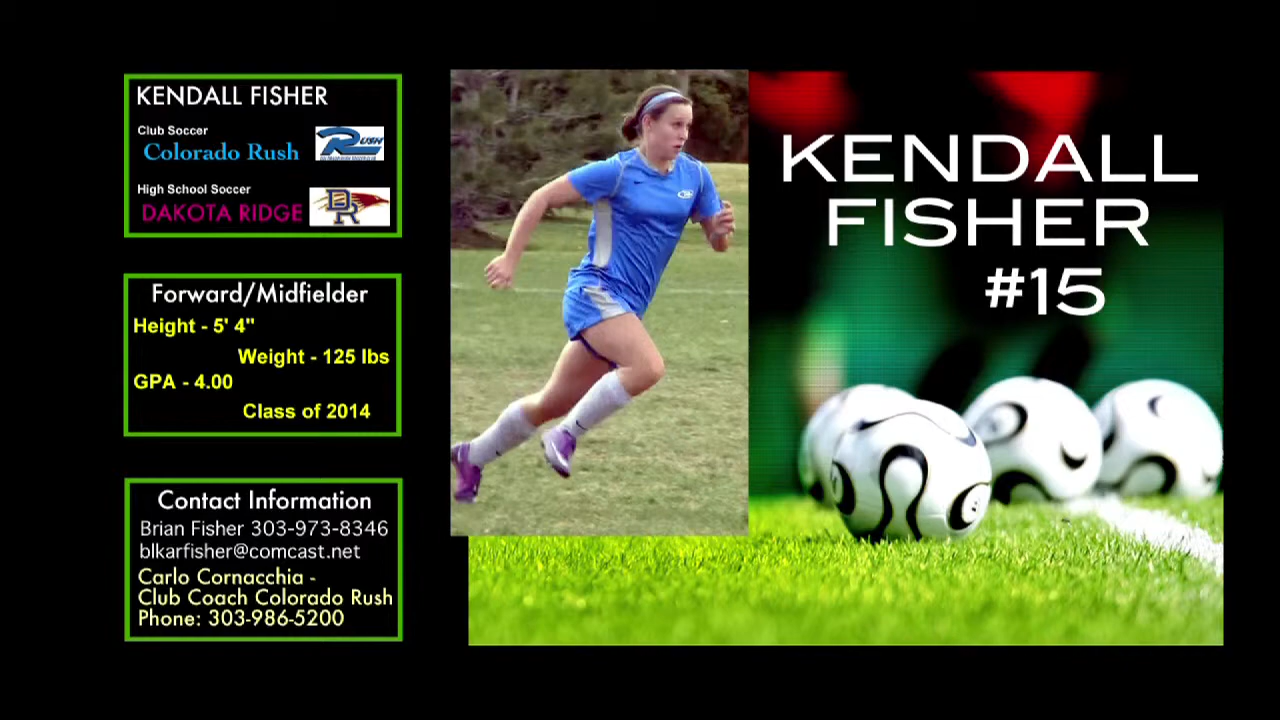 KENDALL FISHER
Club Soccer
Colorado Rush
RUSH
High School Soccer
DAKOTA RIDGE
DR
Forward/Midfielder
Height - 5' 4"
Weight - 125 lbs
GPA - 4.00
Class of 2014
Contact Information
Brian Fisher 303-973-8346
blkarfisher@comcast.net
Carlo Cornacchia -
Club Coach Colorado Rush
Phone: 303-986-5200
KENDALL
FISHER
#15